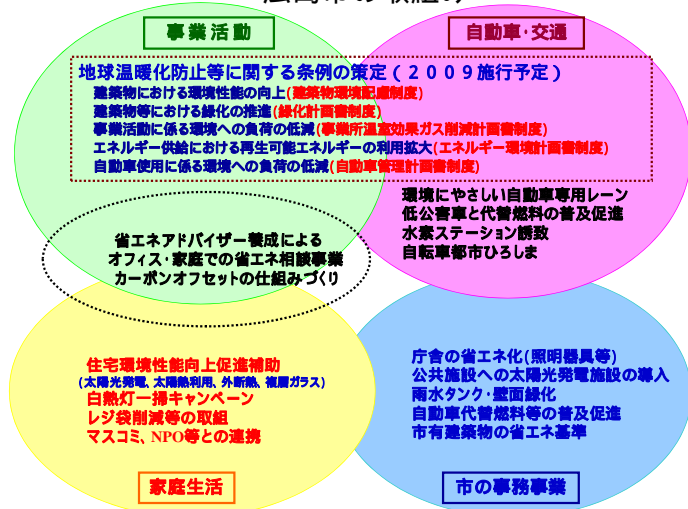 事業活動
自動車・交通
地球温暖化防止等に関する条例の策定（２００９施行予定）
建築物における環境性能の向上(建築物環境配慮制度)
建築物等における緑化の推進(緑化計画書制度)
事業活動に係る環境への負荷の低減(事業所温室効果ガス削減計画書制度)
エネルギー供給における再生可能エネルギーの利用拡大(エネルギー環境計画書制度)
自動車使用に係る環境への負荷の低減(自動車管理計画書制度)
環境にやさしい自動車専用レーン
低公害車と代替燃料の普及促進
水素ステーション誘致
自転車都市ひろしま
省エネアドバイザー養成による
オフィス・家庭での省エネ相談事業
カーボンオフセットの仕組みづくり
住宅環境性能向上促進補助
(太陽光発電、太陽熱利用、外断熱、複層ガラス)
白熱灯一掃キャンペーン
レジ袋削減等の取組
マスコミ、NPO等との連携
家庭生活
庁舎の省エネ化(照明器具等)
公共施設への太陽光発電施設の導入
雨水タンク・壁面緑化
自動車代替燃料等の普及促進
市有建築物の省エネ基準
市の事務事業